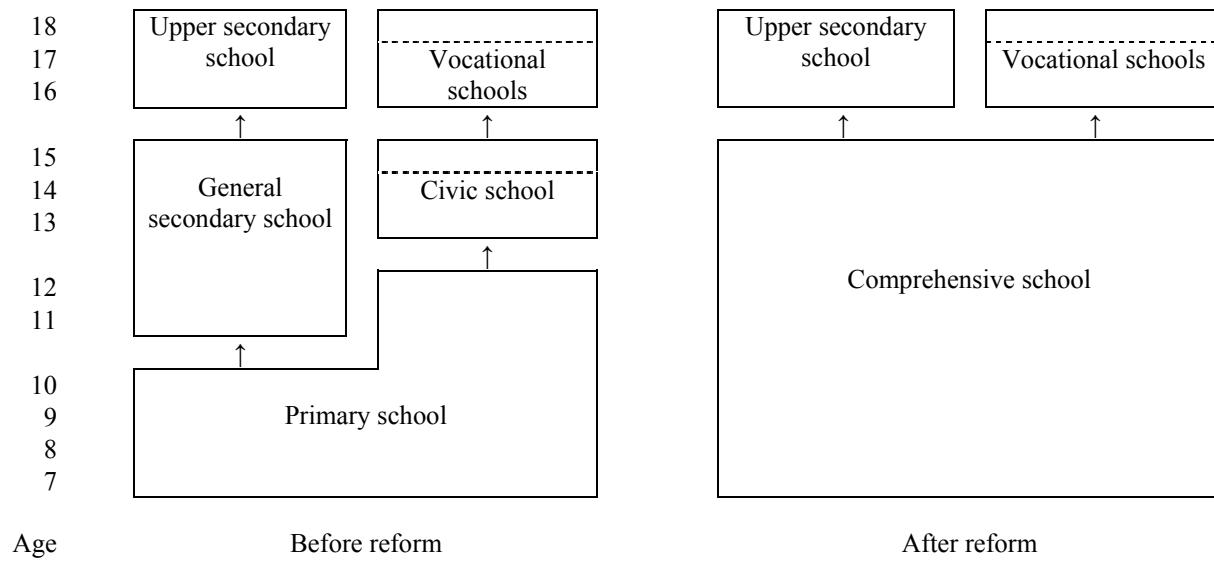 18
17
16
15
14
13
12
11
10
9
8
7
Age
Upper secondary
school
Vocational
schools
↑
↑
General
secondary school
Civic school
↑
↑
Primary school
Before reform
Upper secondary
school
Vocational schools
↑
↑
Comprehensive school
After reform